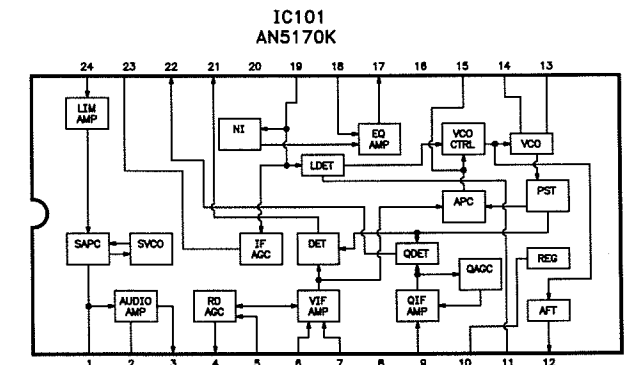 IC101
AN5170K
24 23 22 21 20 19 18 17 16 15 14 13
LIM
AMP
NI
EQ
AMP
VCO
CTRL
VCO
LDET
PST
APC
SAPC
SVCO
IF
AGC
DET
QDET
REG
QAGC
AUDIO
AMP
RD
AGC
VIF
AMP
QIF
AMP
AFT
1 2 3 4 5 6 7 8 9 10 11 12